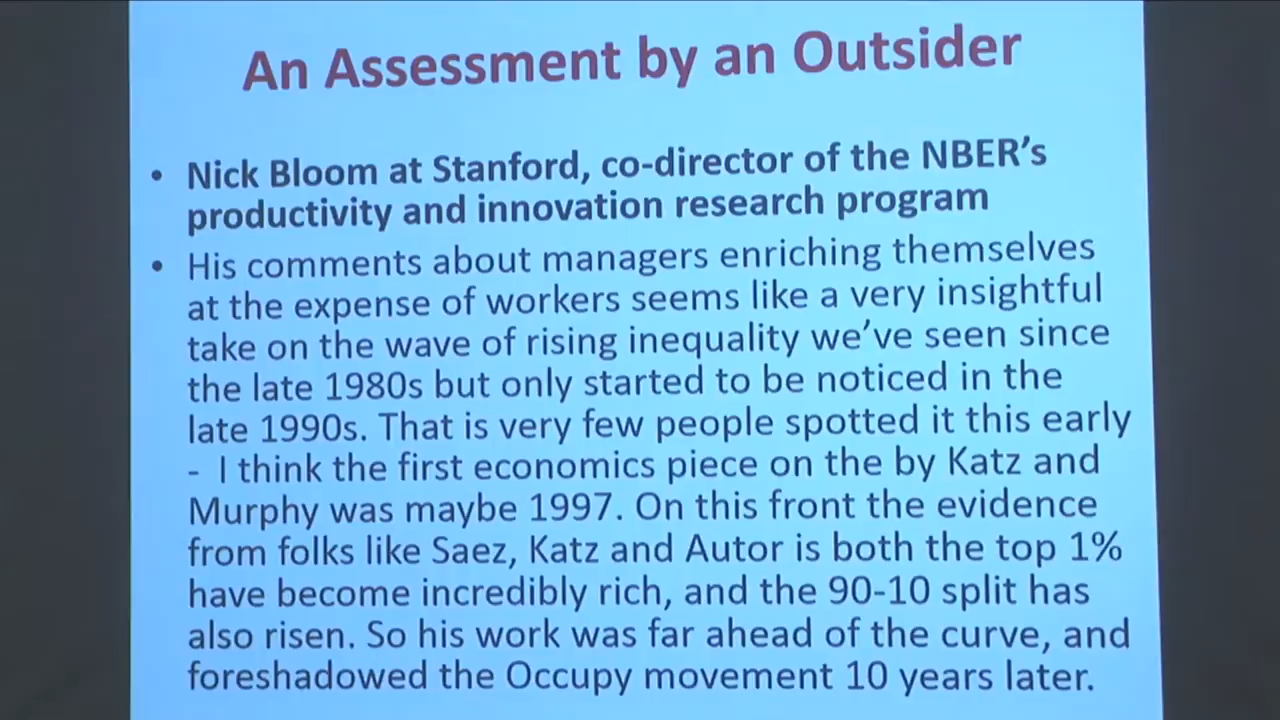 An Assessment by an Outsider
• Nick Bloom at Stanford, co-director of the NBER's
productivity and innovation research program
• His comments about managers enriching themselves
at the expense of workers seems like a very insightful
take on the wave of rising inequality we've seen since
the late 1980s but only started to be noticed in the
late 1990s. That is very few people spotted it this early
- I think the first economics piece on the by Katz and
Murphy was maybe 1997. On this front the evidence
from folks like Saez, Katz and Autor is both the top 1%
have become incredibly rich, and the 90-10 split has
also risen. So his work was far ahead of the curve, and
foreshadowed the Occupy movement 10 years later.